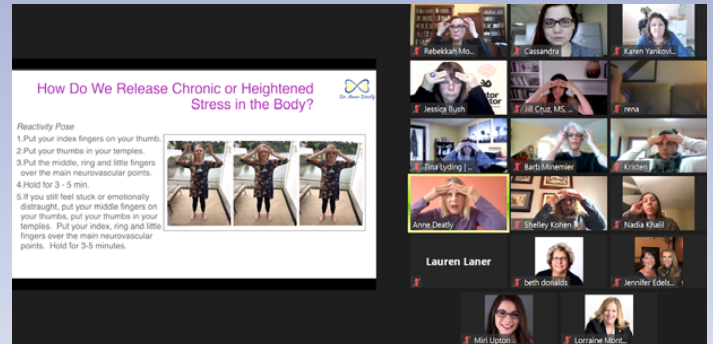 How Do We Release Chronic or Heightened
Stress in the Body?
Dr. Anne Deatly
Reactivity Pose
1.Put your index fingers on your thumb.
2.Put your thumbs in your temples.
3.Put the middle, ring and little fingers
over the main neurovascular points.
4.Hold for 3 - 5 min.
5.If you still feel stuck or emotionally
distraught, put your middle fingers on
your thumbs, put your thumbs in your
temples. Put your index, ring and little
fingers over the main neurovascular
points. Hold for 3-5 minutes.
Rebekkah Mo...
Cassandra
Karen Yankovi...
Jessica Bush
Jill Cruz, MS, ...
rena
Tina Lyding | ...
Barb Minemier
Kristen
Anne Deatly
Shelley Kohen
Nadia Khalil
Lauren Laner
beth donalds
Jennifer Edels...
Miri Upton
Lorraine Mont...